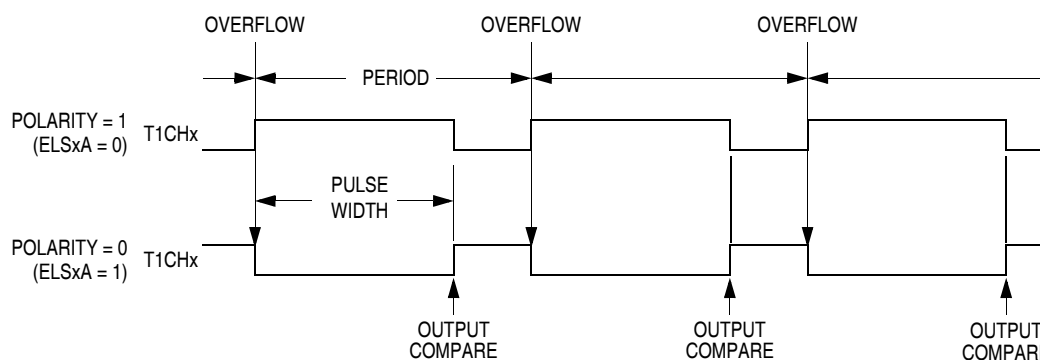 OVERFLOW OVERFLOW OVERFLOW
PERIOD
POLARITY = 1
(ELSxA = 0)
T1CHx
PULSE
WIDTH
POLARITY = 0
(ELSxA = 1)
T1CHx
OUTPUT
COMPARE
OUTPUT
COMPARE
OUTPUT
COMPARE